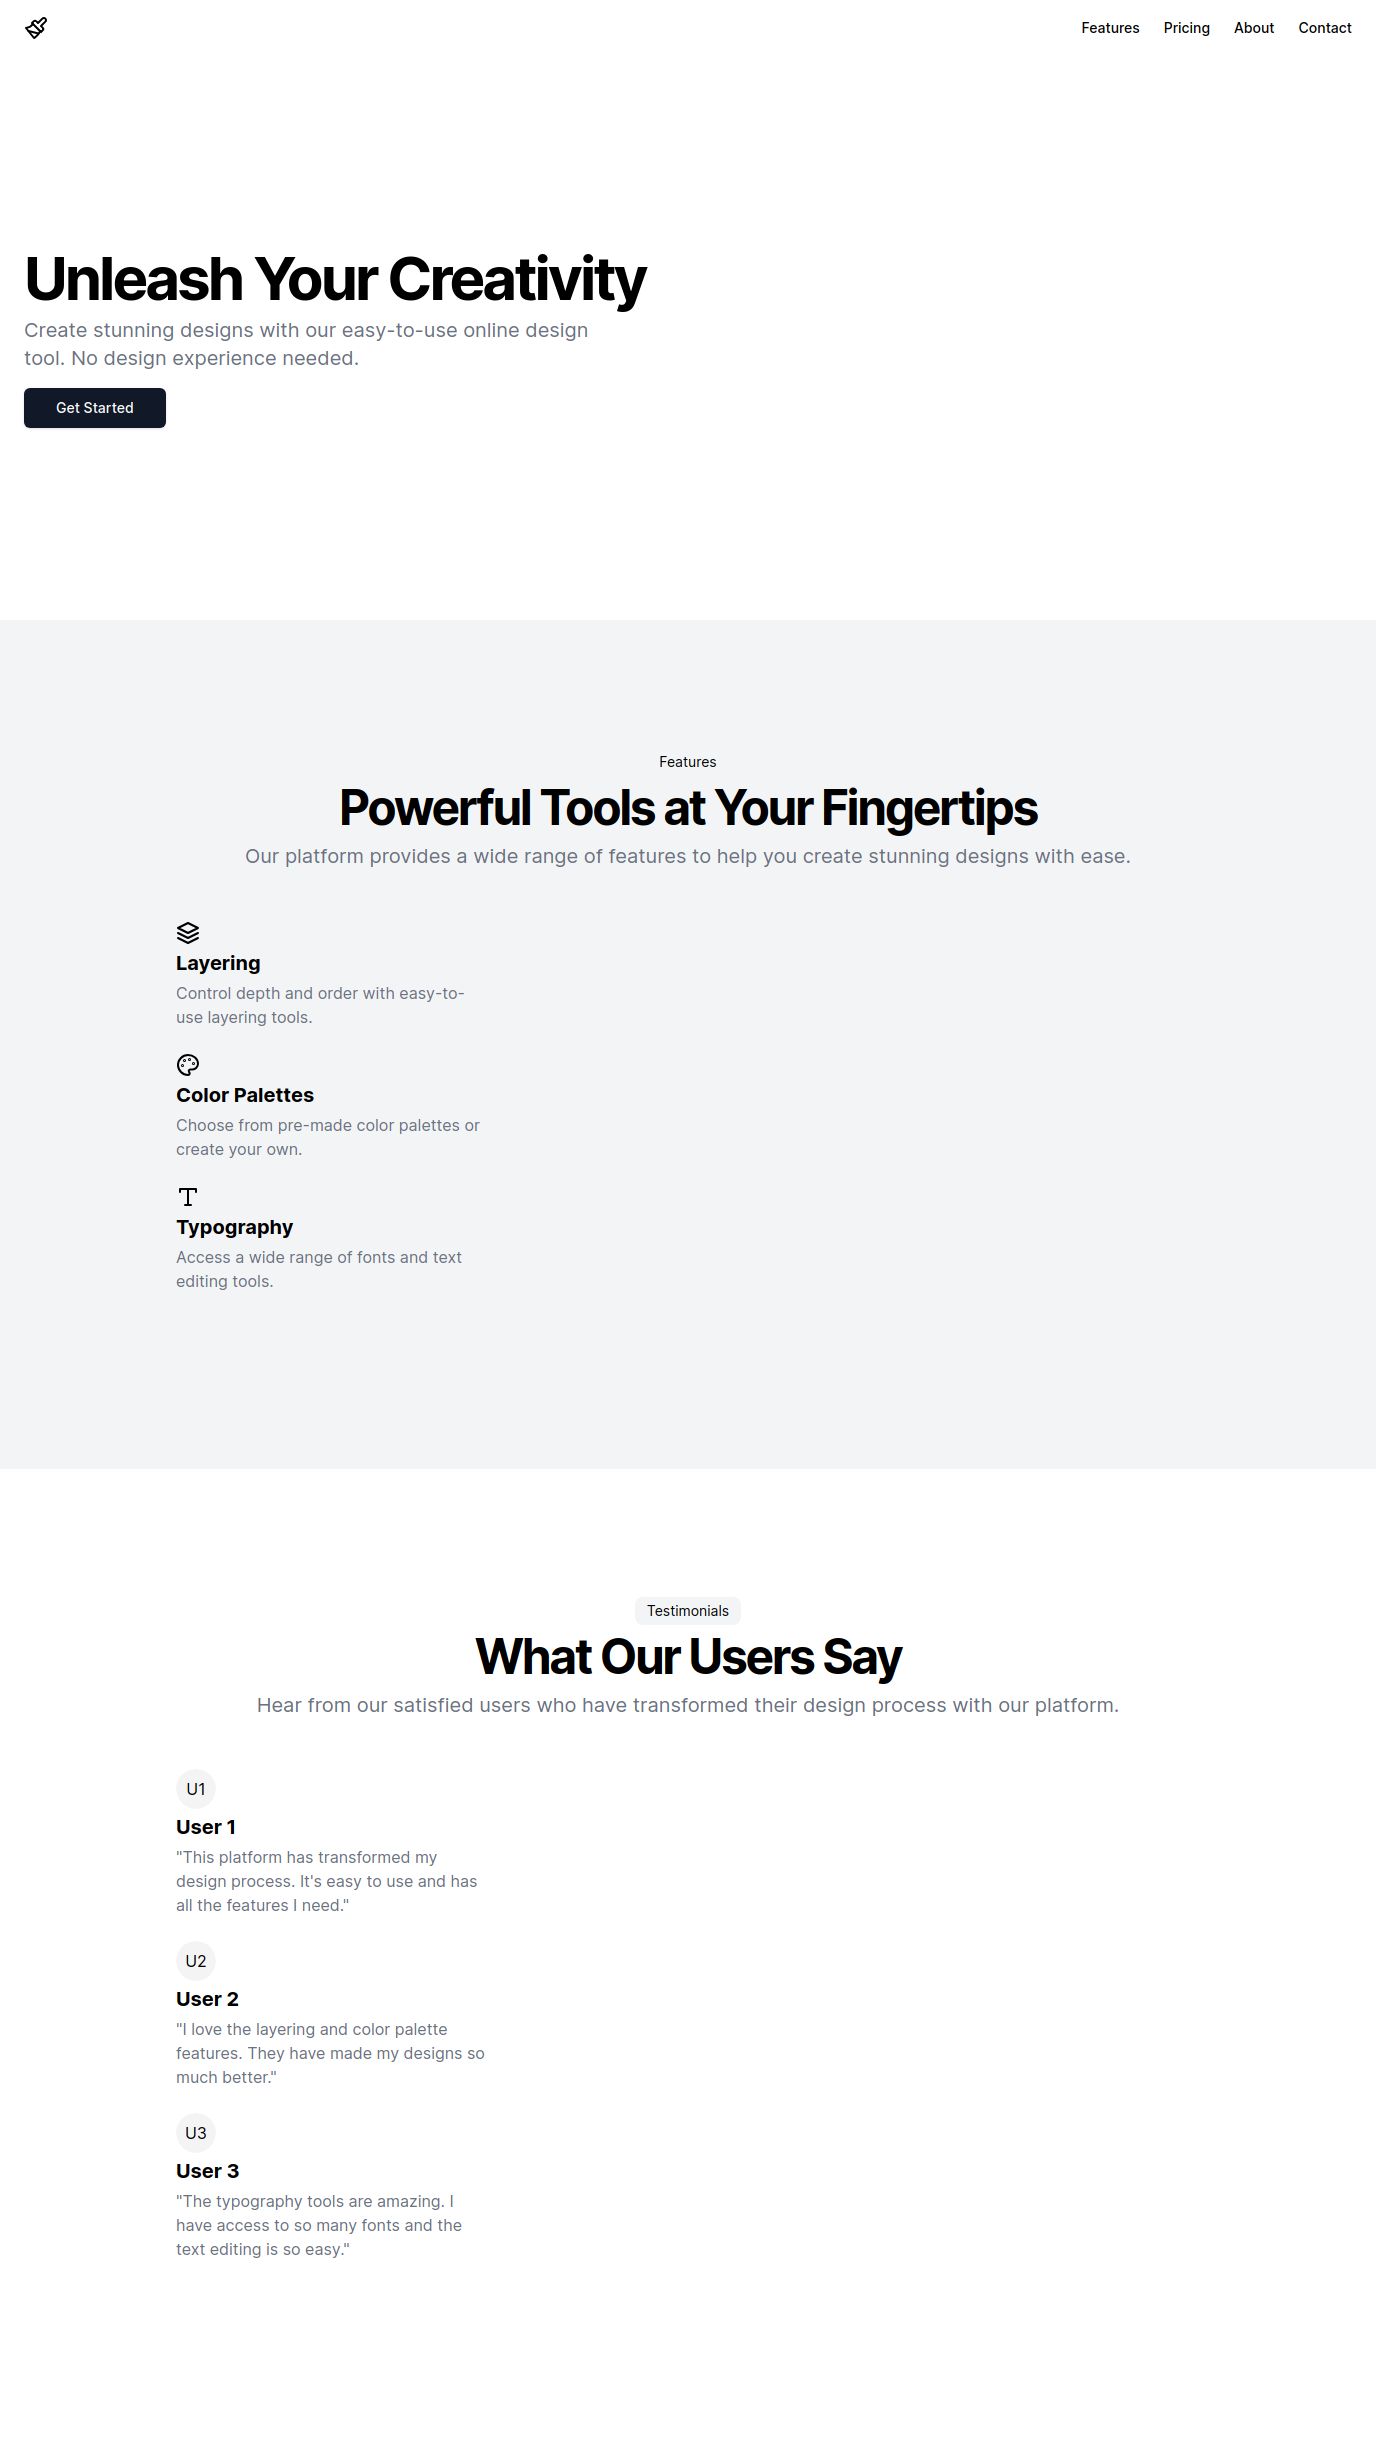 Features Pricing About Contact
Unleash Your Creativity
Create stunning designs with our easy-to-use online design
tool. No design experience needed.
Get Started
Features
Powerful Tools at Your Fingertips
Our platform provides a wide range of features to help you create stunning designs with ease.
Layering
Control depth and order with easy-to-
use layering tools.
Color Palettes
Choose from pre-made color palettes or
create your own.
Typography
Access a wide range of fonts and text
editing tools.
Testimonials
What Our Users Say
Hear from our satisfied users who have transformed their design process with our platform.
U1
User 1
"This platform has transformed my
design process. It's easy to use and has
all the features I need."
U2
User 2
"I love the layering and color palette
features. They have made my designs so
much better."
U3
User 3
"The typography tools are amazing. I
have access to so many fonts and the
text editing is so easy."